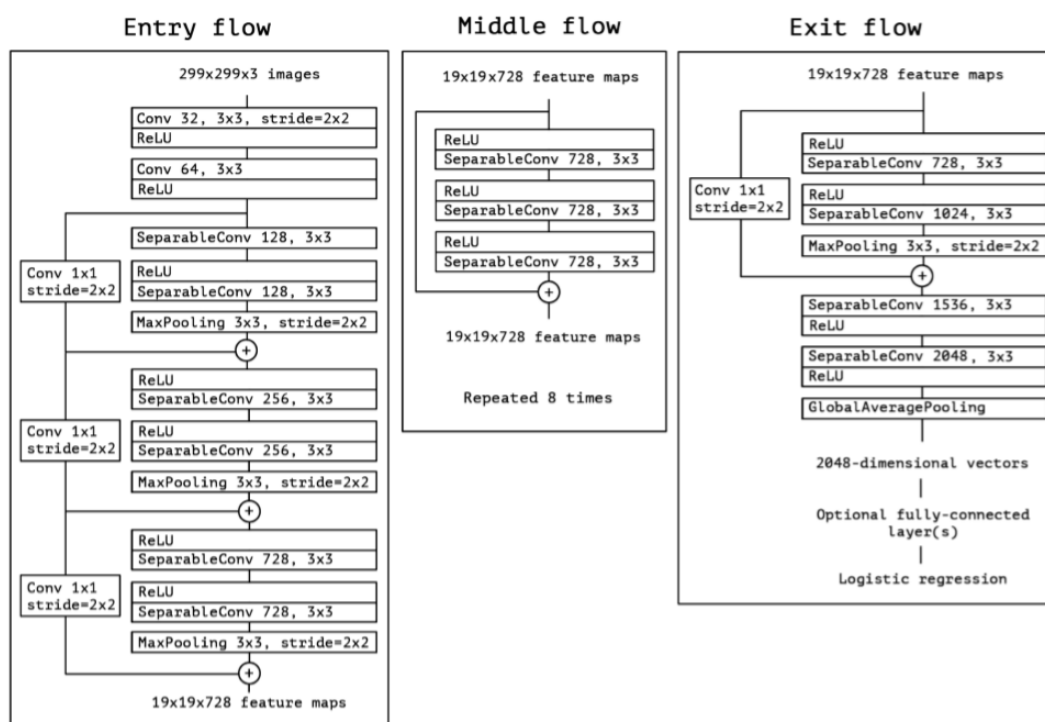 Entry flow
299x299x3 images
Conv 32, 3x3, stride=2x2
ReLU
Conv 64, 3x3
ReLU
SeparableConv 128, 3x3
Conv 1x1
stride=2x2
ReLU
SeparableConv 128, 3x3
MaxPooling 3x3, stride=2x2
+
ReLU
SeparableConv 256, 3x3
Conv 1x1
stride=2x2
ReLU
SeparableConv 256, 3x3
MaxPooling 3x3, stride=2x2
+
ReLU
SeparableConv 728, 3x3
Conv 1x1
stride=2x2
ReLU
SeparableConv 728, 3x3
MaxPooling 3x3, stride=2x2
+
19x19x728 feature maps
Middle flow
19x19x728 feature maps
ReLU
SeparableConv 728, 3x3
ReLU
SeparableConv 728, 3x3
ReLU
SeparableConv 728, 3x3
+
19x19x728 feature maps
Repeated 8 times
Exit flow
19x19x728 feature maps
ReLU
SeparableConv 728, 3x3
Conv 1x1
stride=2x2
ReLU
SeparableConv 1024, 3x3
MaxPooling 3x3, stride=2x2
+
SeparableConv 1536, 3x3
ReLU
SeparableConv 2048, 3x3
ReLU
GlobalAveragePooling
2048-dimensional vectors
Optional fully-connected
layer(s)
Logistic regression